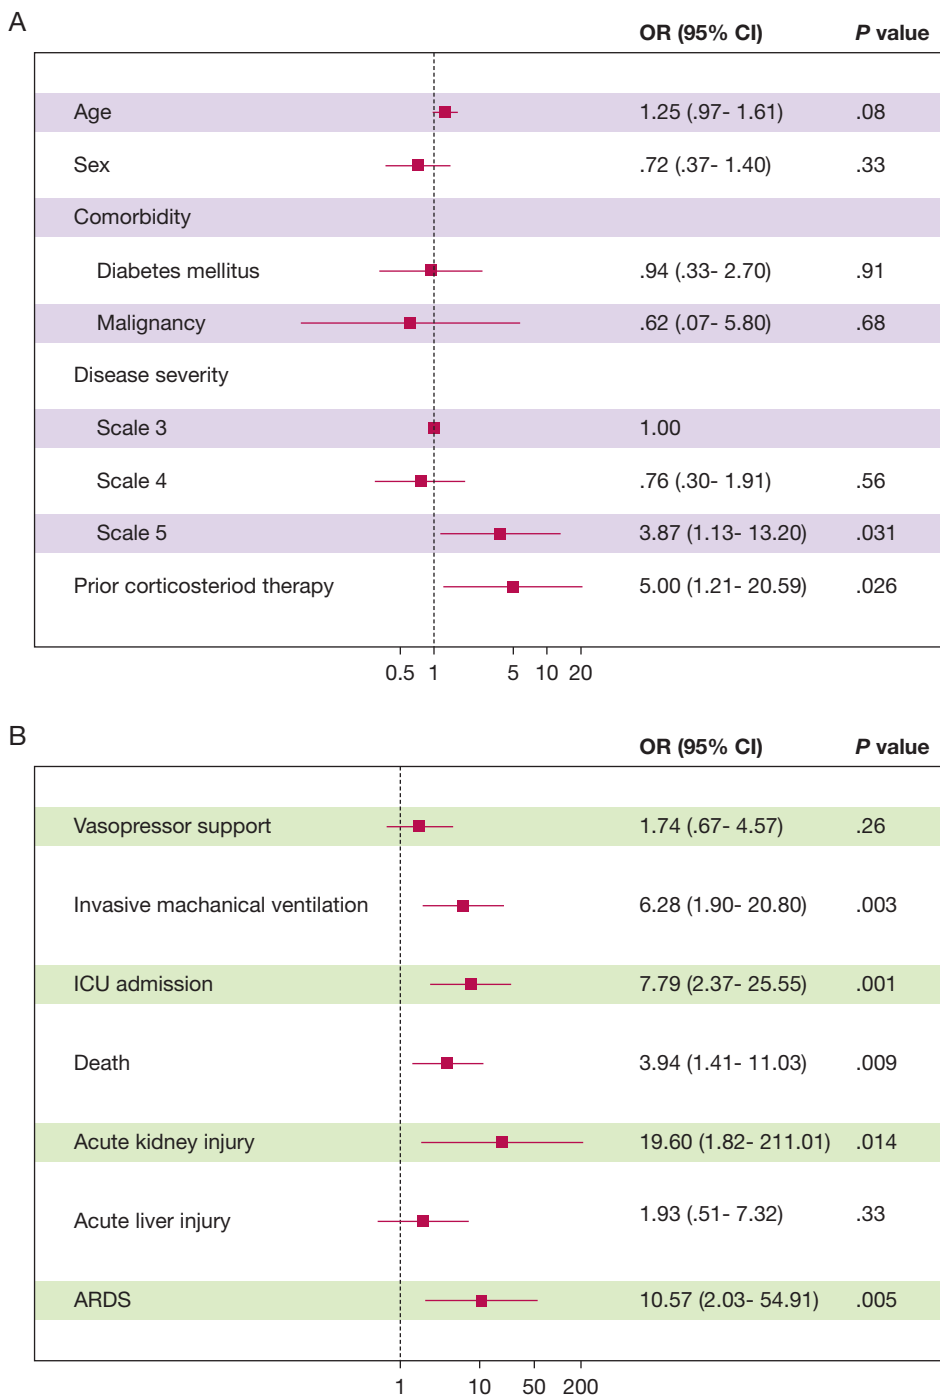 A
OR (95% CI) P value
Age 1.25 (.97- 1.61) .08
Sex .72 (.37- 1.40) .33
Comorbidity
Diabetes mellitus .94 (.33- 2.70) .91
Malignancy .62 (.07- 5.80) .68
Disease severity
Scale 3 1.00
Scale 4 .76 (.30- 1.91) .56
Scale 5 3.87 (1.13- 13.20) .031
Prior corticosteriod therapy 5.00 (1.21- 20.59) .026
0.5 1 5 10 20
B
OR (95% CI) P value
Vasopressor support 1.74 (.67- 4.57) .26
Invasive machanical ventilation 6.28 (1.90- 20.80) .003
ICU admission 7.79 (2.37- 25.55) .001
Death 3.94 (1.41- 11.03) .009
Acute kidney injury 19.60 (1.82- 211.01) .014
Acute liver injury 1.93 (.51- 7.32) .33
ARDS 10.57 (2.03- 54.91) .005
1 10 50 200